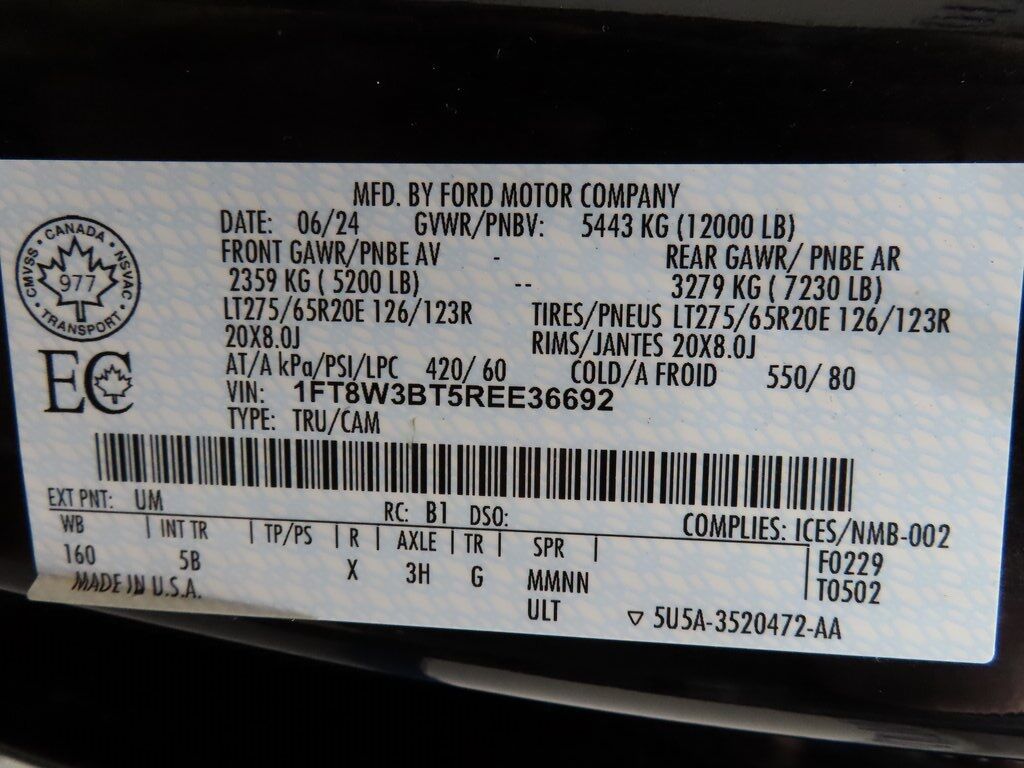 MFD. BY FORD MOTOR COMPANY
DATE: 06/24 GVWR/PNBV: 5443 KG (12000 LB)
FRONT GAWR/PNBE AV - REAR GAWR/ PNBE AR
2359 KG ( 5200 LB) -- 3279 KG ( 7230 LB)
LT275/65R20E 126/123R TIRES/PNEUS LT275/65R20E 126/123R
20X8.0J RIMS/JANTES 20X8.0J
AT/A kPa/PSI/LPC 420/ 60 COLD/A FROID 550/ 80
VIN: 1FT8W3BT5REE36692
TYPE: TRU/CAM
CANADA
CMVSS
NSVAC
977
TRANSPORT
EC
EXT PNT: UM RC: B1 DSO: COMPLIES: ICES/NMB-002
WB | INT TR | TP/PS | R | AXLE | TR | SPR | F0229
160 5B X 3H G MMNN T0502
MADE IN U.S.A. ULT ▽ 5U5A-3520472-AA